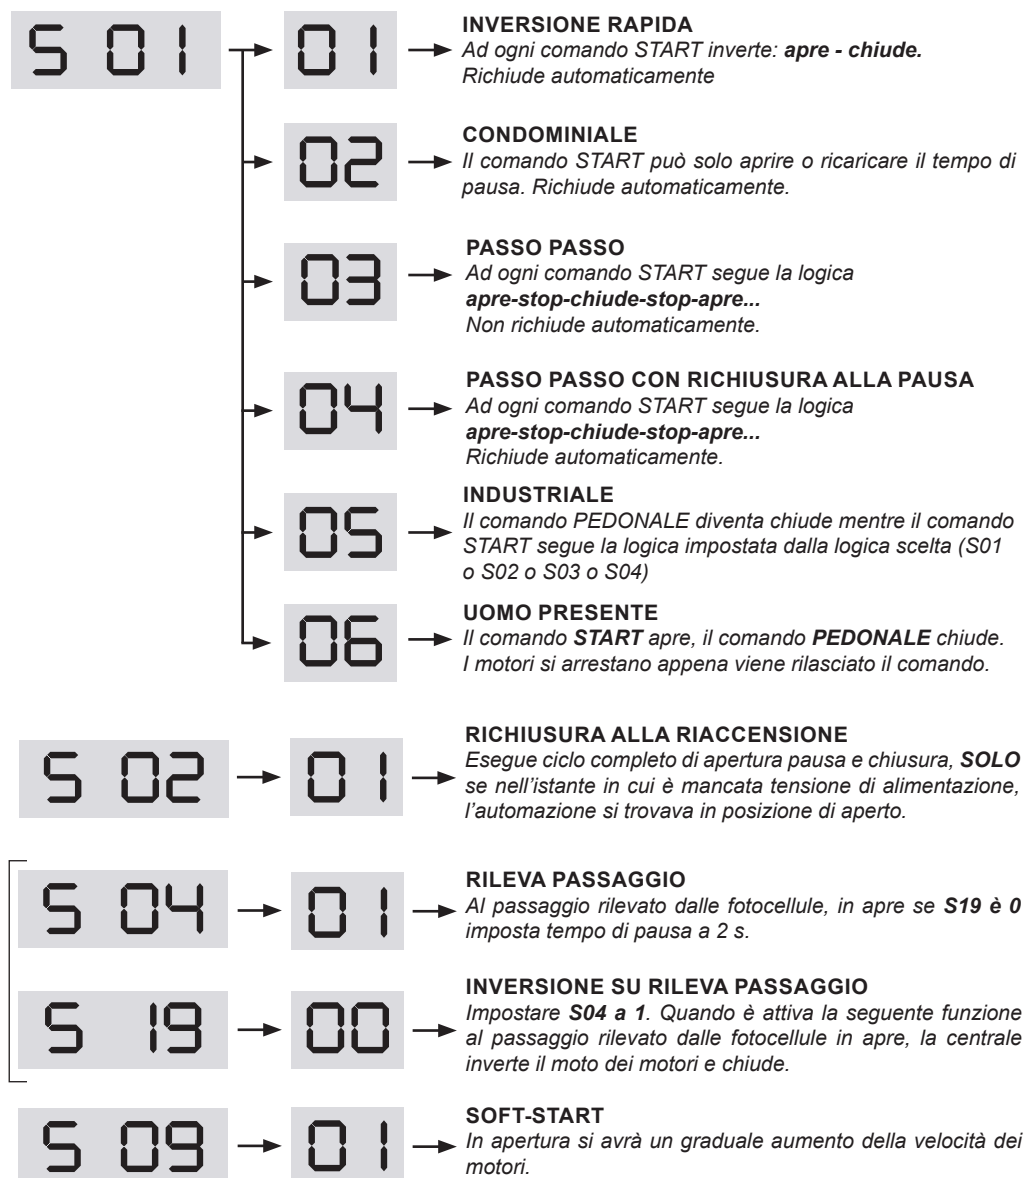 S 01
01
INVERSIONE RAPIDA
Ad ogni comando START inverte: apre - chiude.
Richiude automaticamente
02
CONDOMINIALE
Il comando START può solo aprire o ricaricare il tempo di
pausa. Richiude automaticamente.
03
PASSO PASSO
Ad ogni comando START segue la logica
apre-stop-chiude-stop-apre...
Non richiude automaticamente.
04
PASSO PASSO CON RICHIUSURA ALLA PAUSA
Ad ogni comando START segue la logica
apre-stop-chiude-stop-apre...
Richiude automaticamente.
05
INDUSTRIALE
Il comando PEDONALE diventa chiude mentre il comando
START segue la logica impostata dalla logica scelta (S01
o S02 o S03 o S04)
06
UOMO PRESENTE
Il comando START apre, il comando PEDONALE chiude.
I motori si arrestano appena viene rilasciato il comando.
S 02
01
RICHIUSURA ALLA RIACCENSIONE
Esegue ciclo completo di apertura pausa e chiusura, SOLO
se nell'istante in cui è mancata tensione di alimentazione,
l'automazione si trovava in posizione di aperto.
S 04
01
RILEVA PASSAGGIO
Al passaggio rilevato dalle fotocellule, in apre se S19 è 0
imposta tempo di pausa a 2 s.
S 19
00
INVERSIONE SU RILEVA PASSAGGIO
Impostare S04 a 1. Quando è attiva la seguente funzione
al passaggio rilevato dalle fotocellule in apre, la centrale
inverte il moto dei motori e chiude.
S 09
01
SOFT-START
In apertura si avrà un graduale aumento della velocità dei
motori.